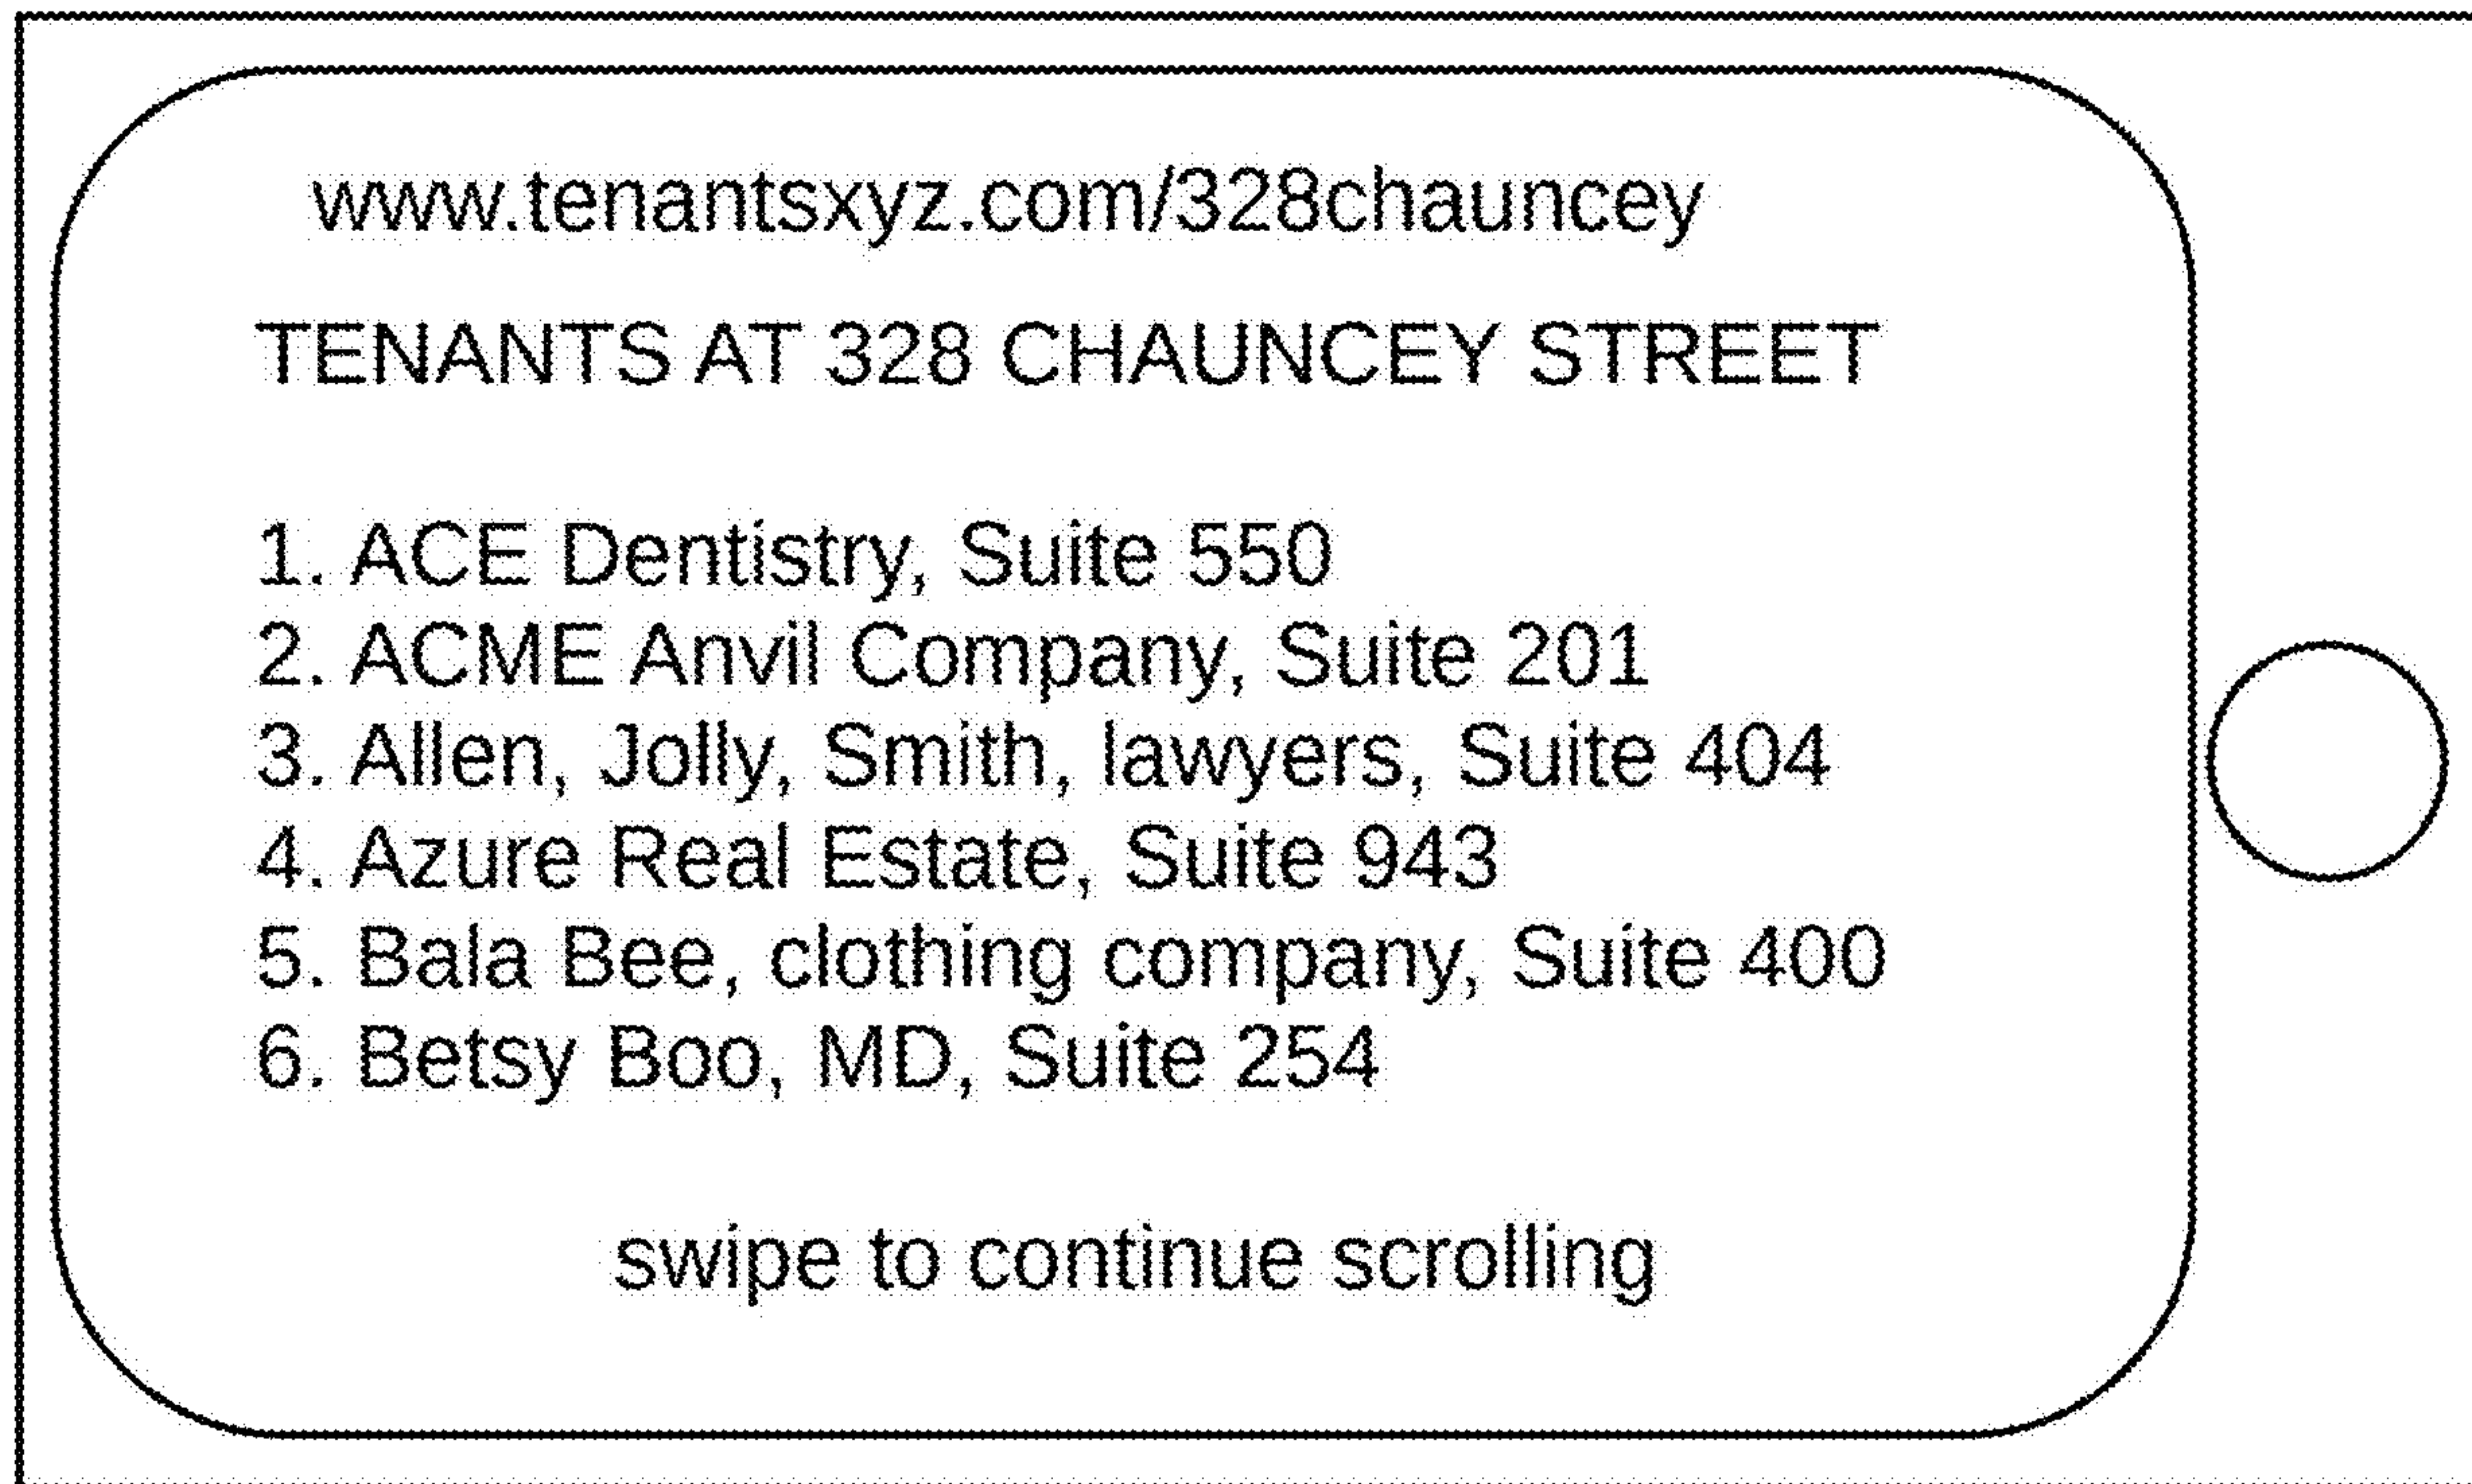 www.tenantsxyz.com/328chauncey
TENANTS AT 328 CHAUNCEY STREET
1. ACE Dentistry, Suite 550
2. ACME Anvil Company, Suite 201
3. Allen, Jolly, Smith, lawyers, Suite 404
4. Azure Real Estate, Suite 943
5. Bala Bee, clothing company, Suite 400
6. Betsy Boo, MD, Suite 254
swipe to continue scrolling